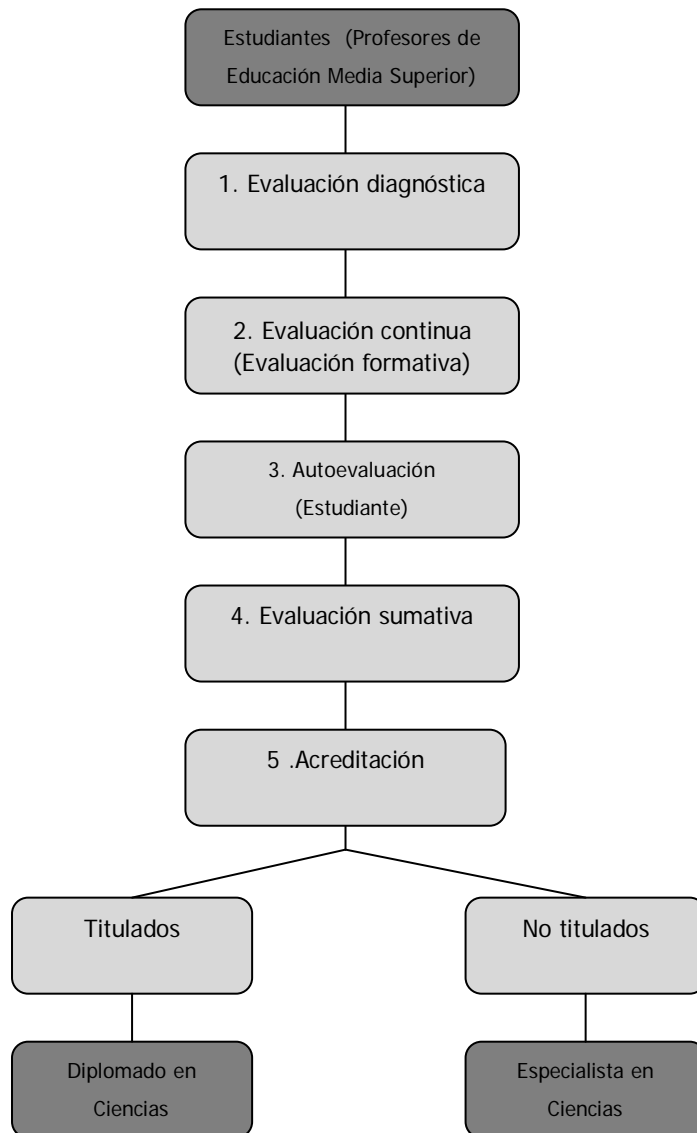 Estudiantes (Profesores de
Educación Media Superior)
1. Evaluación diagnóstica
2. Evaluación continua
(Evaluación formativa)
3. Autoevaluación
(Estudiante)
4. Evaluación sumativa
5 .Acreditación
Titulados
No titulados
Diplomado en
Ciencias
Especialista en
Ciencias